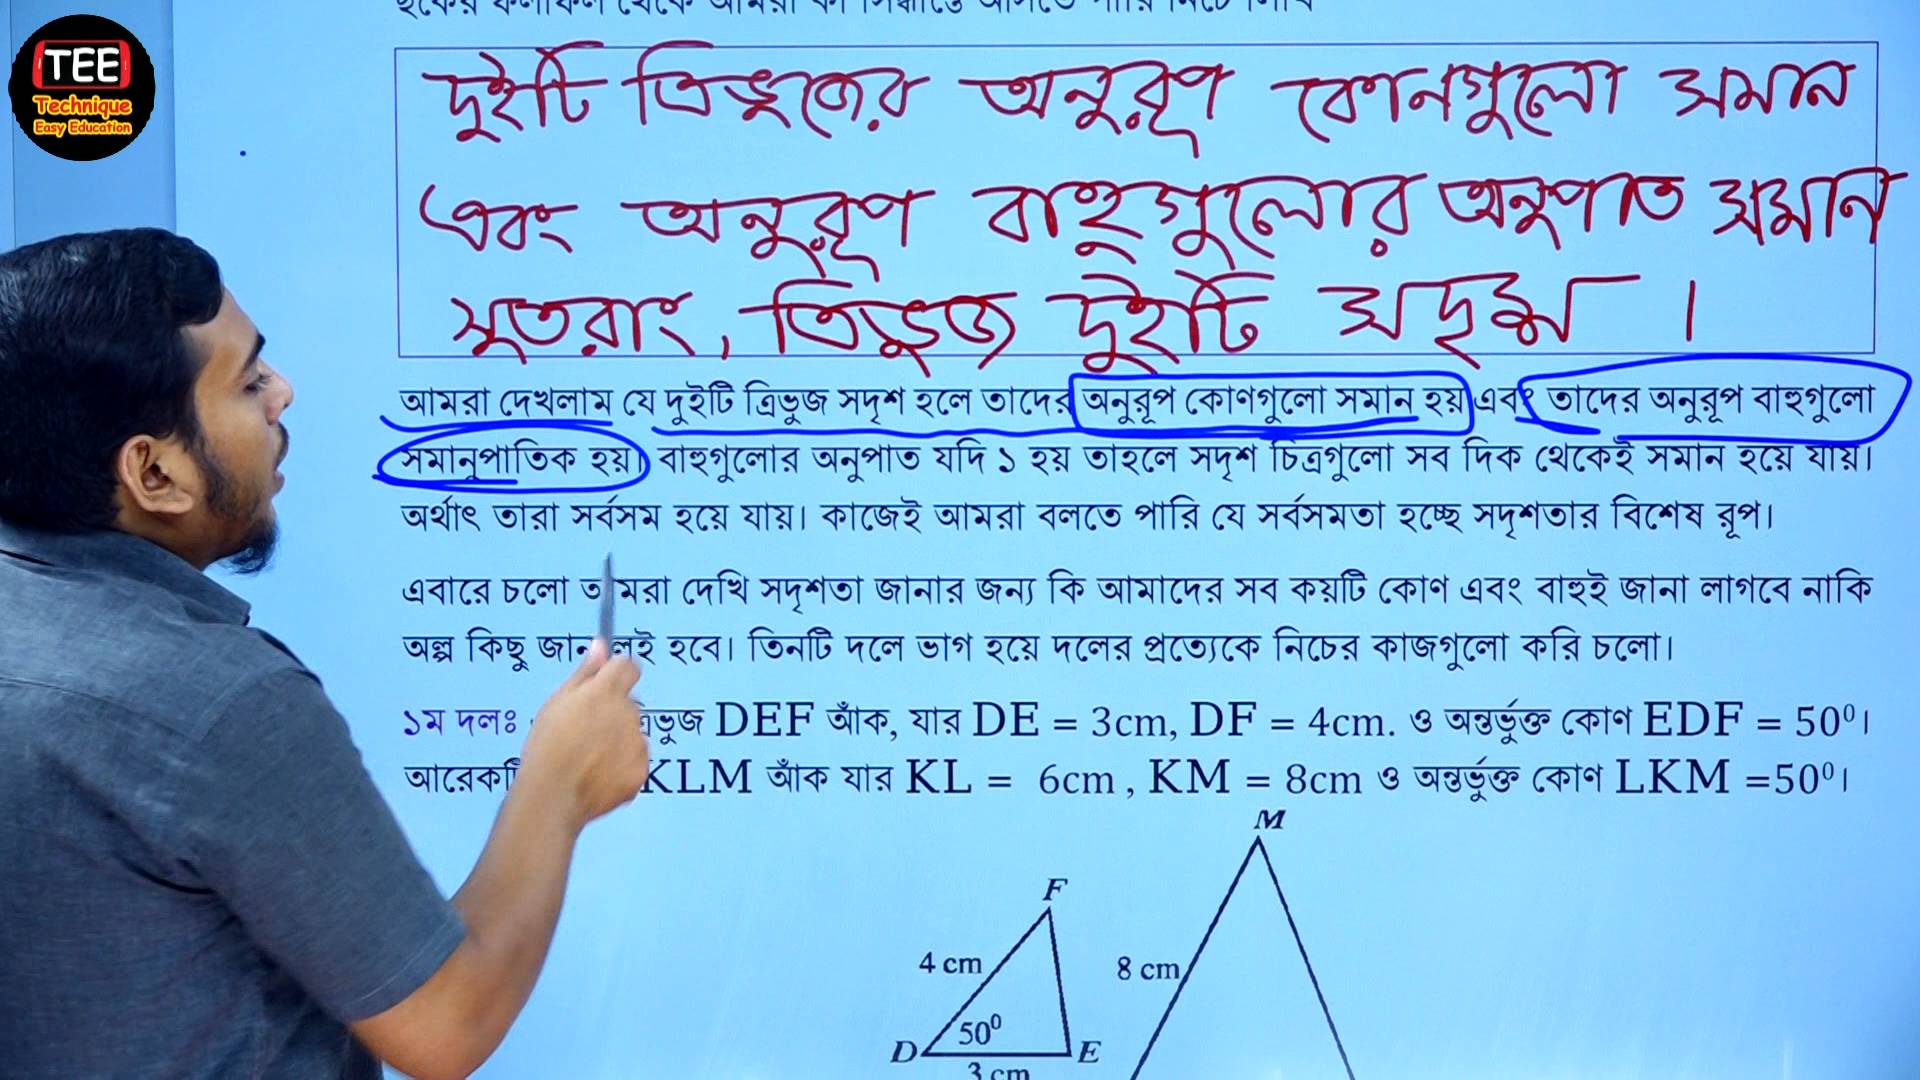 TEE
Technique
Easy Education
দুইটি ত্রিভুজের অনুরূপ কোনগুলো সমান
এবং অনুরূপ বাহুগুলোর অনুপাত সমান
সুতরাং, ত্রিভুজ দুইটি সদৃশ ।
আমরা দেখলাম যে দুইটি ত্রিভুজ সদৃশ হলে তাদের অনুরূপ কোণগুলো সমান হয় এবং তাদের অনুরূপ বাহুগুলো
সমানুপাতিক হয়। বাহুগুলোর অনুপাত যদি ১ হয় তাহলে সদৃশ চিত্রগুলো সব দিক থেকেই সমান হয়ে যায়।
অর্থাৎ তারা সর্বসম হয়ে যায়। কাজেই আমরা বলতে পারি যে সর্বসমতা হচ্ছে সদৃশতার বিশেষ রূপ।
এবারে চলো আমরা দেখি সদৃশতা জানার জন্য কি আমাদের সব কয়টি কোণ এবং বাহুই জানা লাগবে নাকি
অল্প কিছু জানলেই হবে। তিনটি দলে ভাগ হয়ে দলের প্রত্যেকে নিচের কাজগুলো করি চলো।
১ম দলঃ ত্রিভুজ DEF আঁক, যার DE = 3cm, DF = 4cm. ও অন্তর্ভুক্ত কোণ EDF = 50⁰।
আরেকটি KLM আঁক যার KL = 6cm , KM = 8cm ও অন্তর্ভুক্ত কোণ LKM =50⁰।
M
F
4 cm
8 cm
50⁰
D
E
3 cm